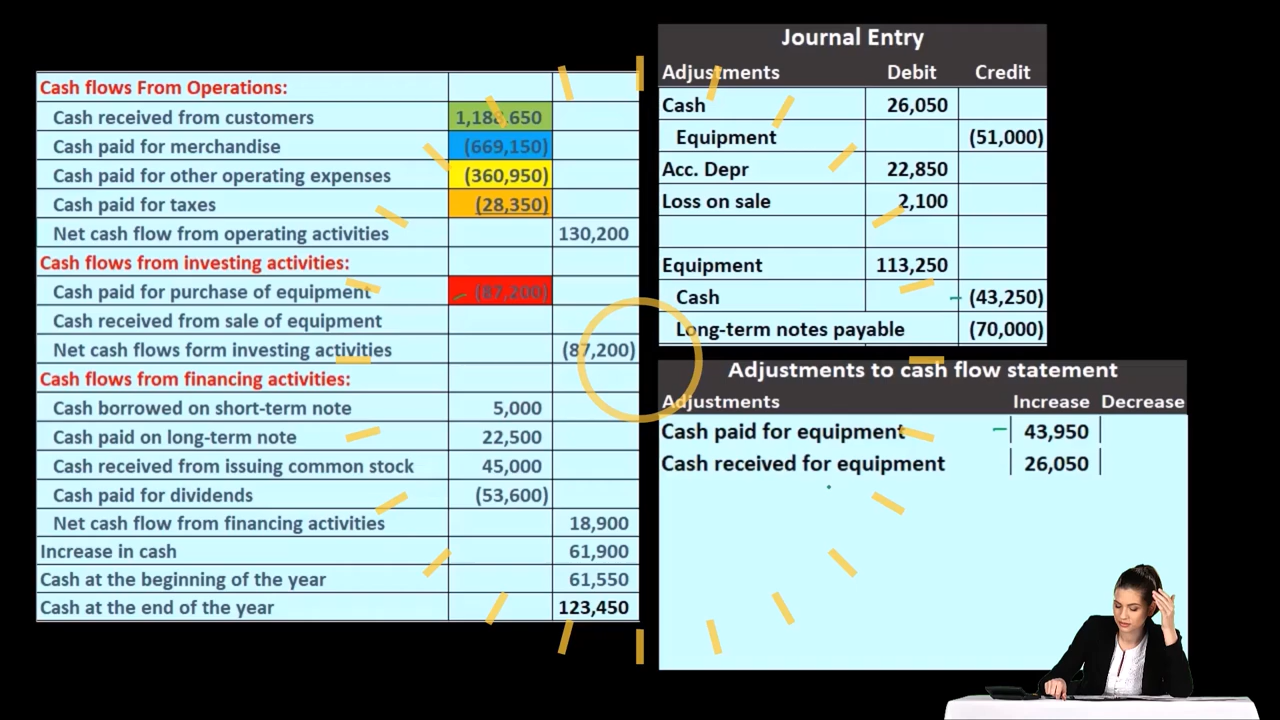 Cash flows From Operations:
Cash received from customers 1,188,650
Cash paid for merchandise (669,150)
Cash paid for other operating expenses (360,950)
Cash paid for taxes (28,350)
Net cash flow from operating activities 130,200
Cash flows from investing activities:
Cash paid for purchase of equipment (87,200)
Cash received from sale of equipment
Net cash flows form investing activities (87,200)
Cash flows from financing activities:
Cash borrowed on short-term note 5,000
Cash paid on long-term note 22,500
Cash received from issuing common stock 45,000
Cash paid for dividends (53,600)
Net cash flow from financing activities 18,900
Increase in cash 61,900
Cash at the beginning of the year 61,550
Cash at the end of the year 123,450
Journal Entry
Adjustments Debit Credit
Cash 26,050
Equipment (51,000)
Acc. Depr 22,850
Loss on sale 2,100
Equipment 113,250
Cash (43,250)
Long-term notes payable (70,000)
Adjustments to cash flow statement
Adjustments Increase Decrease
Cash paid for equipment 43,950
Cash received for equipment 26,050